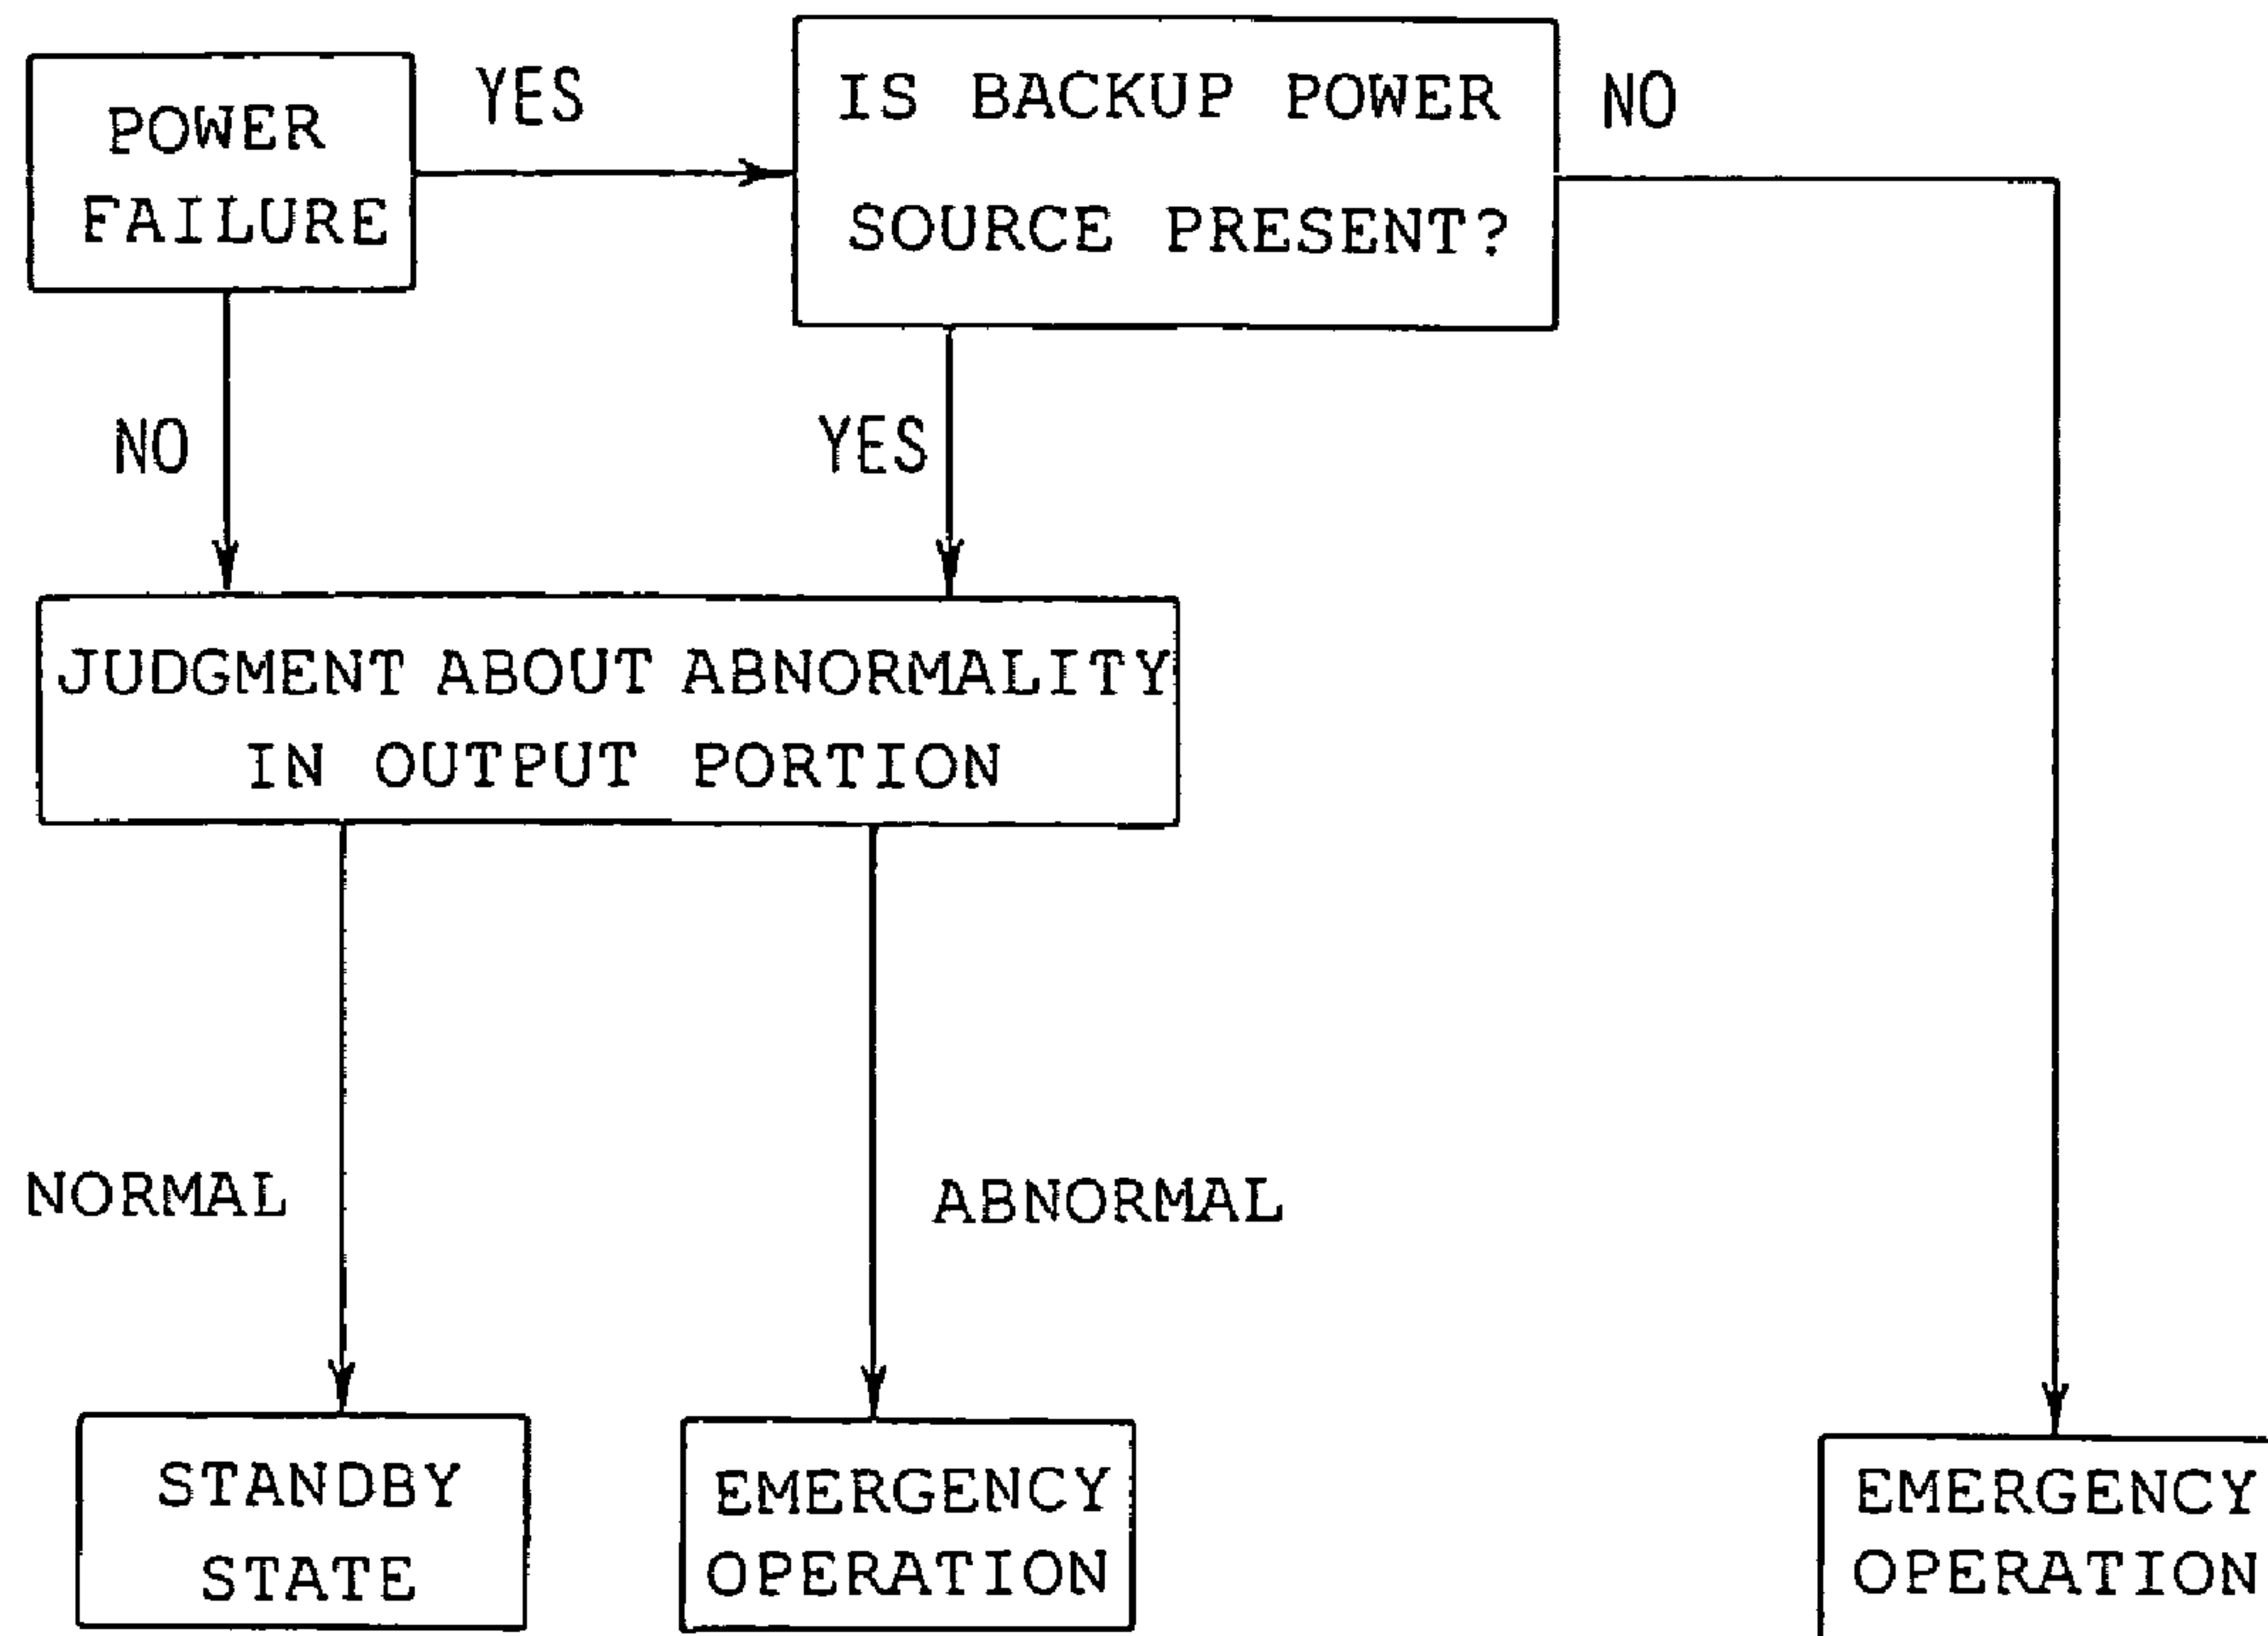 POWER
FAILURE
YES
IS BACKUP POWER
SOURCE PRESENT?
NO
NO
YES
JUDGMENT ABOUT ABNORMALITY
IN OUTPUT PORTION
NORMAL
ABNORMAL
STANDBY
STATE
EMERGENCY
OPERATION
EMERGENCY
OPERATION